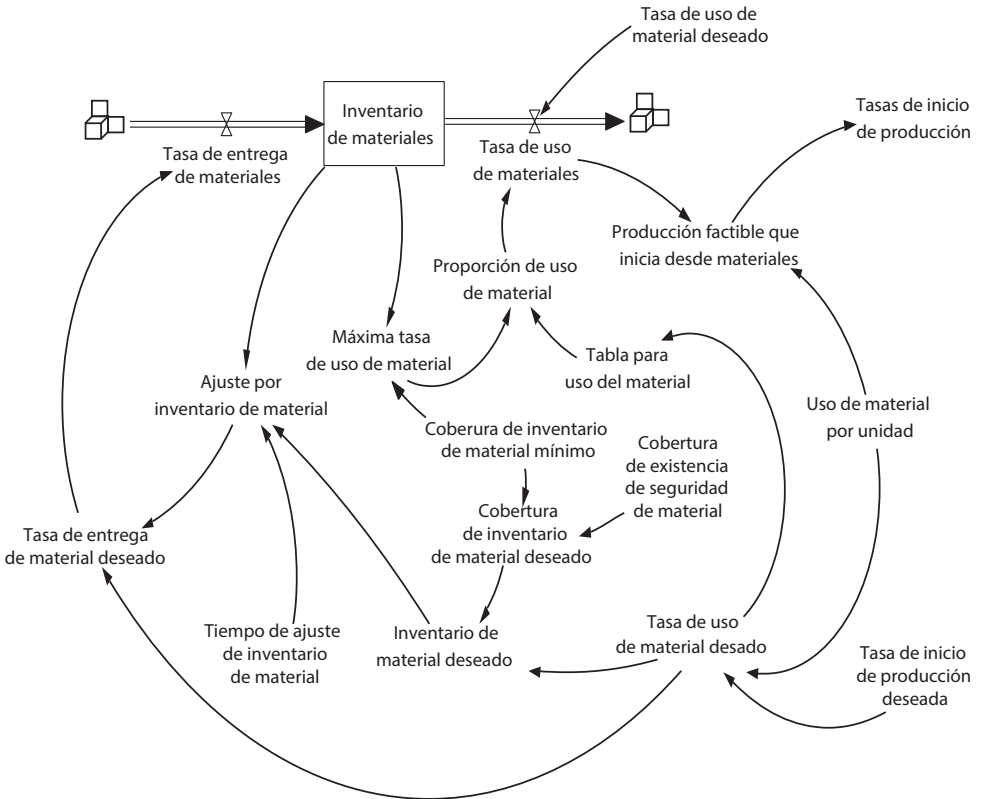 Tasa de uso de
material deseado
Inventario
de materiales
Tasas de inicio
de producción
Tasa de entrega
de materiales
Tasa de uso
de materiales
Producción factible que
inicia desde materiales
Proporción de uso
de material
Máxima tasa
de uso de material
Tabla para
uso del material
Ajuste por
inventario de material
Uso de material
por unidad
Coberura de inventario
de material mínimo
Cobertura
de existencia
de seguridad
de material
Cobertura
de inventario
de material deseado
Tasa de entrega
de material deseado
Tiempo de ajuste
de inventario
de material
Inventario de
material deseado
Tasa de uso
de material desado
Tasa de inicio
de producción
deseada